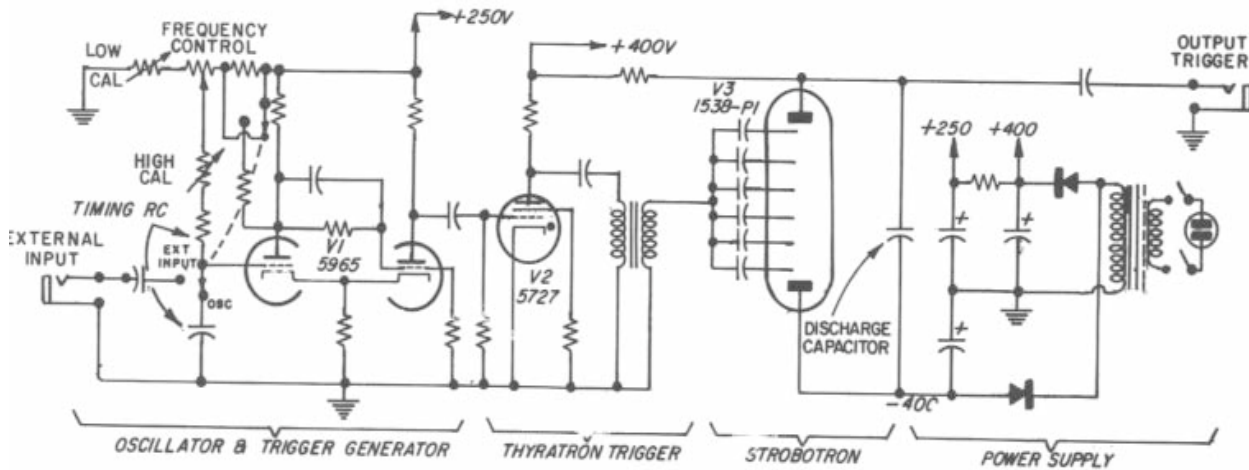 +250V
FREQUENCY
CONTROL
LOW
CAL
+400V
OUTPUT
TRIGGER
V3
1538-P1
+250 +400
HIGH
CAL
TIMING RC
EXTERNAL
INPUT
EXT
INPUT
OSC
V1
5965
V2
5727
DISCHARGE
CAPACITOR
-400
OSCILLATOR & TRIGGER GENERATOR
THYRATRON TRIGGER
STROBOTRON
POWER SUPPLY